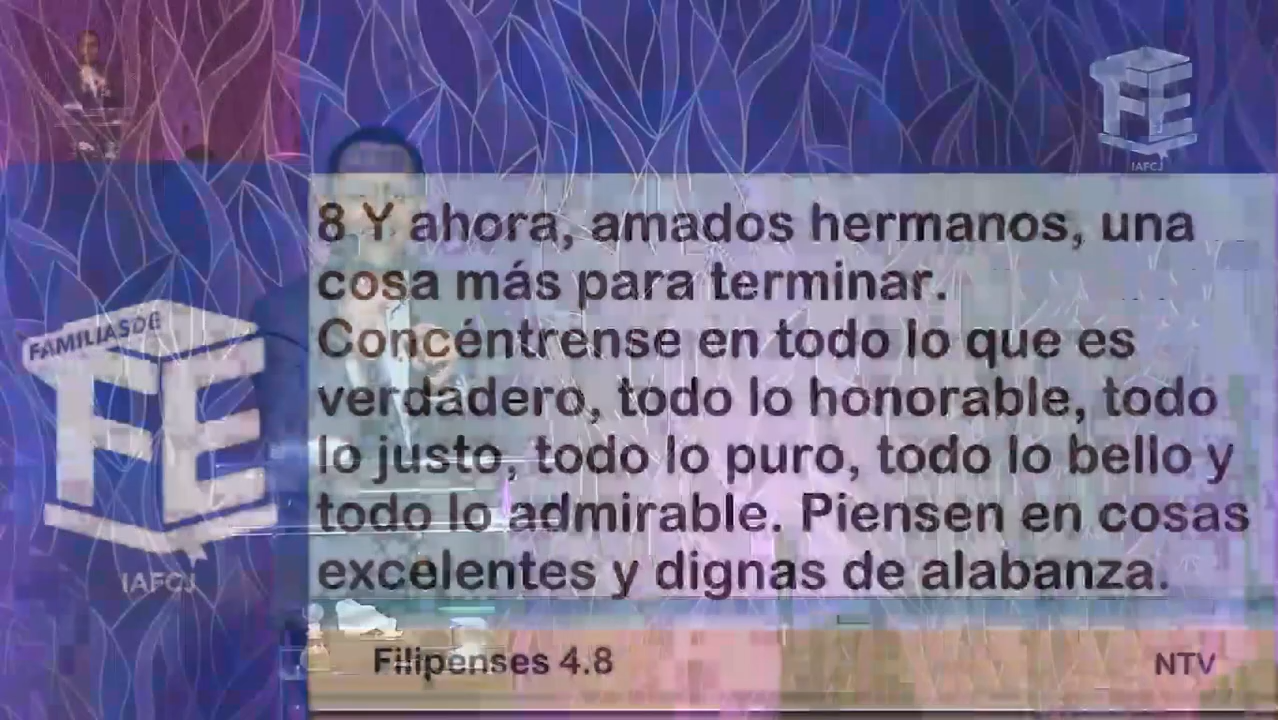 FE
IAFCJ
8 Y ahora, amados hermanos, una
cosa más para terminar.
Concéntrense en todo lo que es
verdadero, todo lo honorable, todo
lo justo, todo lo puro, todo lo bello y
todo lo admirable. Piensen en cosas
excelentes y dignas de alabanza.
Filipenses 4.8
NTV
FAMILIAS DE
FE
IAFCJ